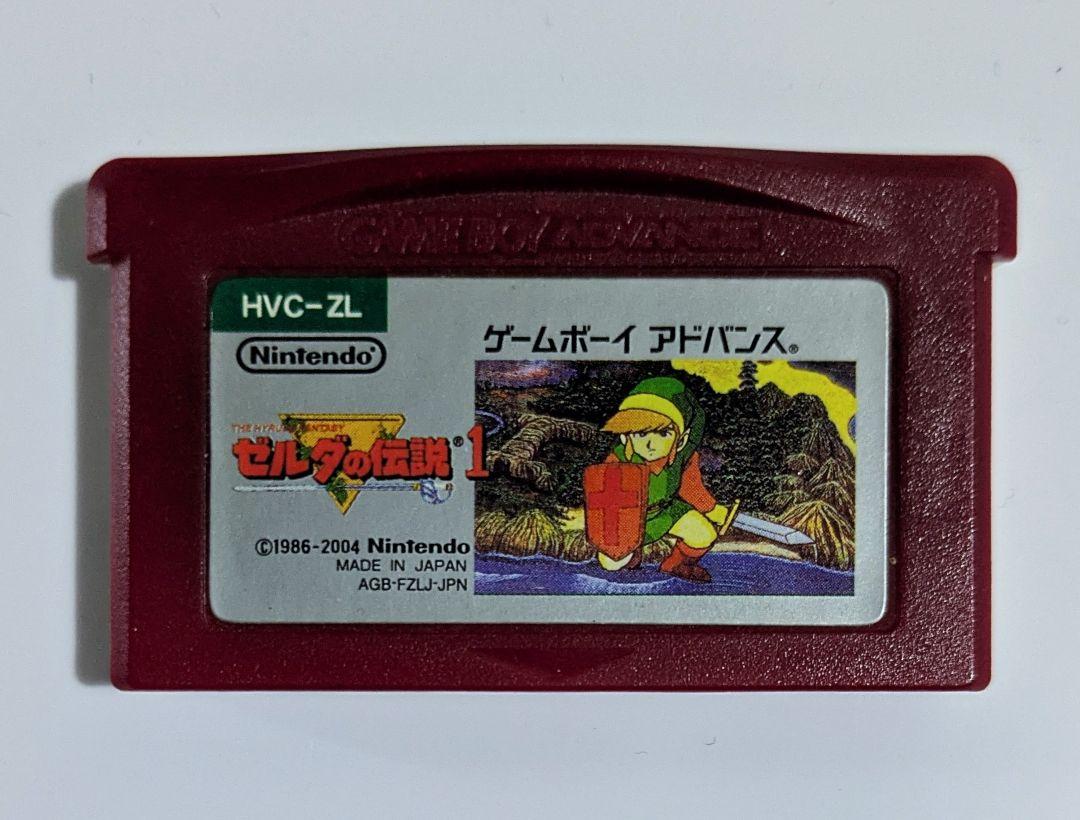 GAME BOY ADVANCE
HVC-ZL
Nintendo®
ゲームボーイ アドバンス®
THE HYRULE FANTASY
ゼルダの伝説®1
©1986-2004 Nintendo
MADE IN JAPAN
AGB-FZLJ-JPN